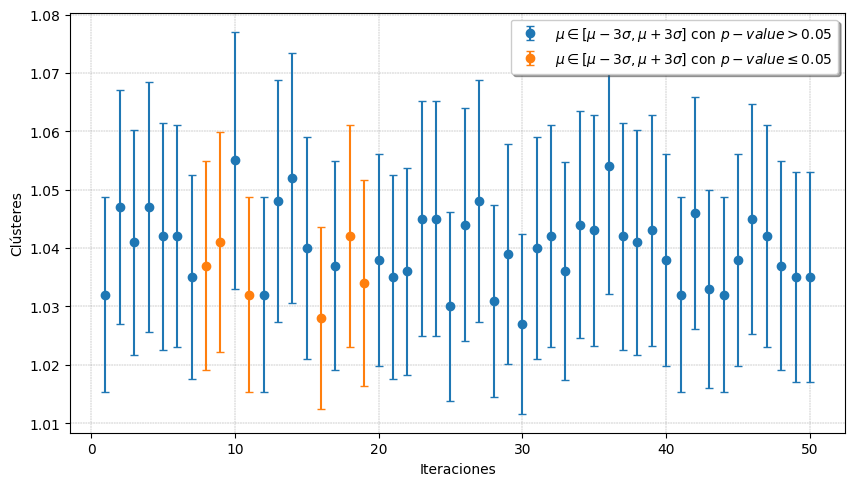 1.08
1.07
1.06
1.05
1.04
1.03
1.02
1.01
Clústeres
0 10 20 30 40 50
Iteraciones
μ ∈ [μ − 3σ, μ + 3σ] con p − value > 0.05
μ ∈ [μ − 3σ, μ + 3σ] con p − value ≤ 0.05